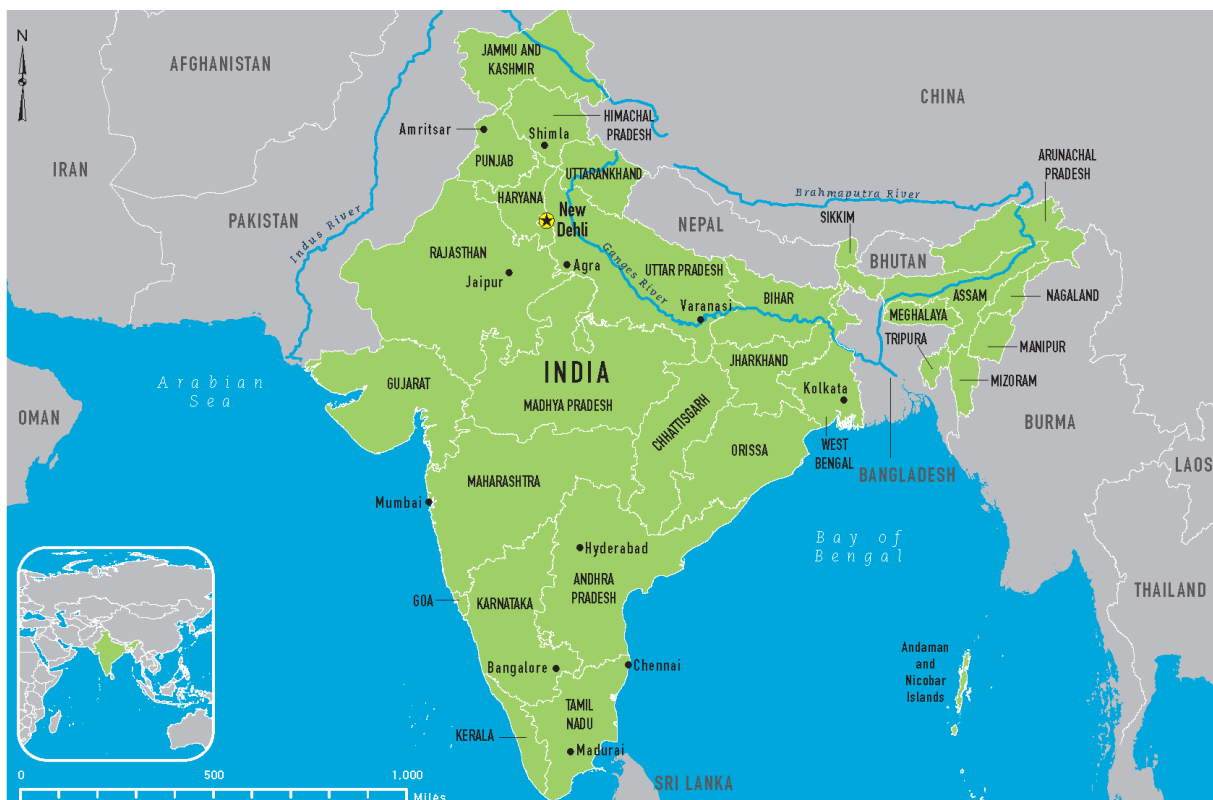 N
AFGHANISTAN
JAMMU AND
KASHMIR
CHINA
HIMACHAL
PRADESH
Amritsar
Shimla
IRAN
PUNJAB
UTTARANKHAND
ARUNACHAL
PRADESH
Brahmaputra River
HARYANA
PAKISTAN
Indus River
New
Dehli
NEPAL
SIKKIM
BHUTAN
RAJASTHAN
Jaipur
Agra
Ganges River
UTTAR PRADESH
BIHAR
Varanasi
ASSAM
NAGALAND
MEGHALAYA
TRIPURA
MANIPUR
MIZORAM
Arabian
Sea
GUJARAT
INDIA
MADHYA PRADESH
JHARKHAND
Kolkata
CHHATTISGARH
OMAN
BURMA
ORISSA
WEST
BENGAL
BANGLADESH
LAOS
MAHARASHTRA
Mumbai
Bay of
Bengal
Hyderabad
ANDHRA
PRADESH
THAILAND
GOA
KARNATAKA
Bangalore
Chennai
Andaman
and
Nicobar
Islands
TAMIL
NADU
KERALA
Madurai
SRI LANKA
0 500 1,000
Miles